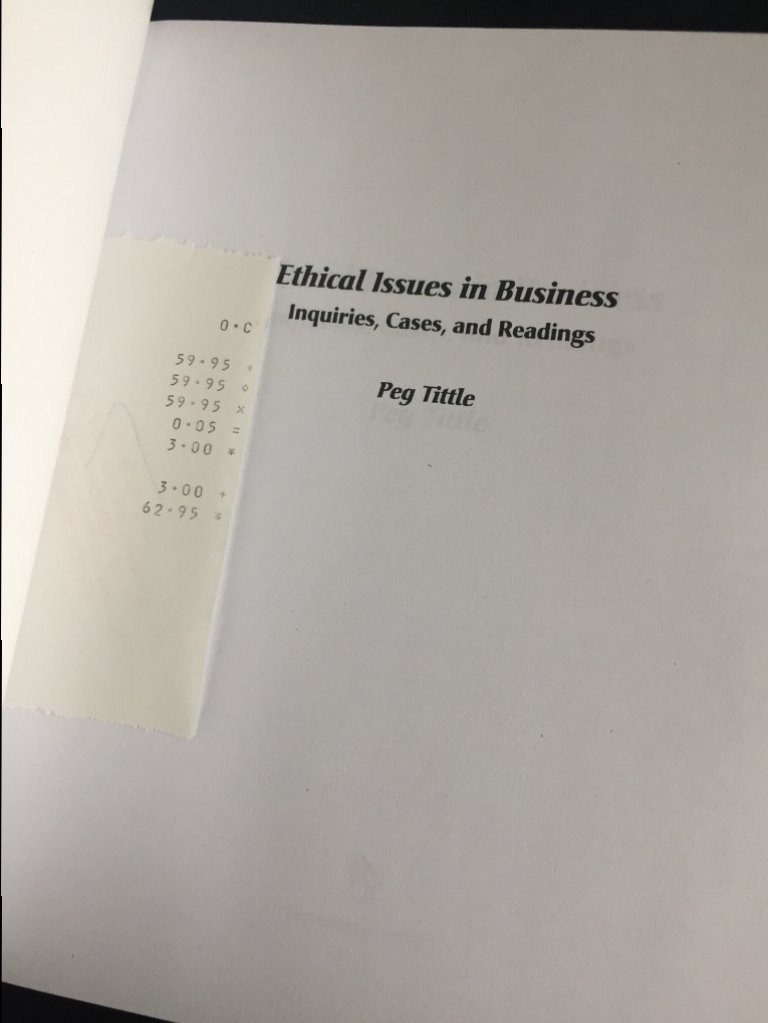 Ethical Issues in Business
Inquiries, Cases, and Readings
Peg Tittle
0·C
59·95 +
59·95 ◇
59·95 x
0·05 =
3·00 *
3·00 +
62·95 *